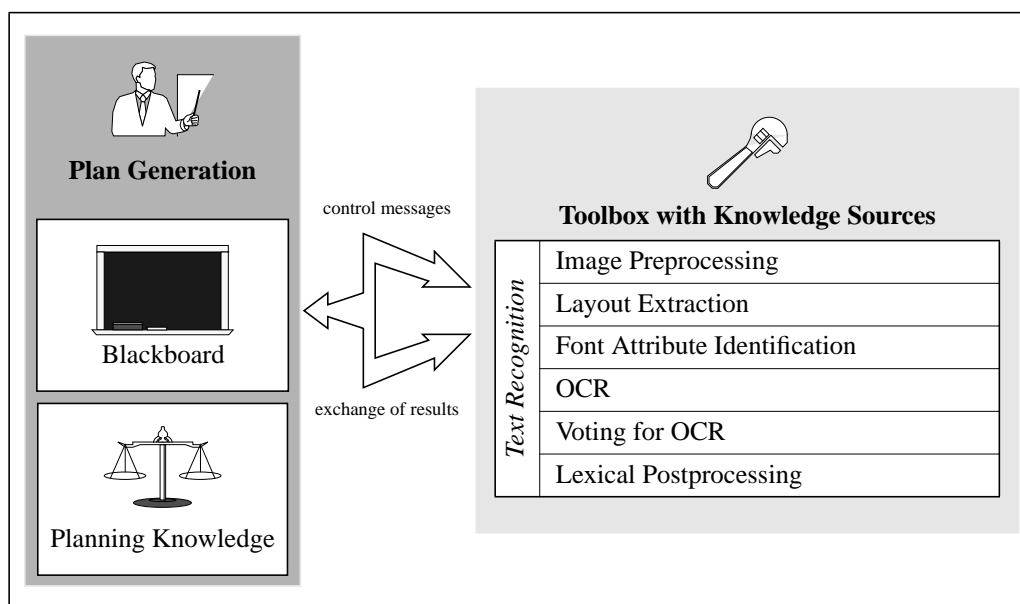 Plan Generation
Blackboard
Planning Knowledge
control messages
exchange of results
Toolbox with Knowledge Sources
Text Recognition
Image Preprocessing
Layout Extraction
Font Attribute Identification
OCR
Voting for OCR
Lexical Postprocessing